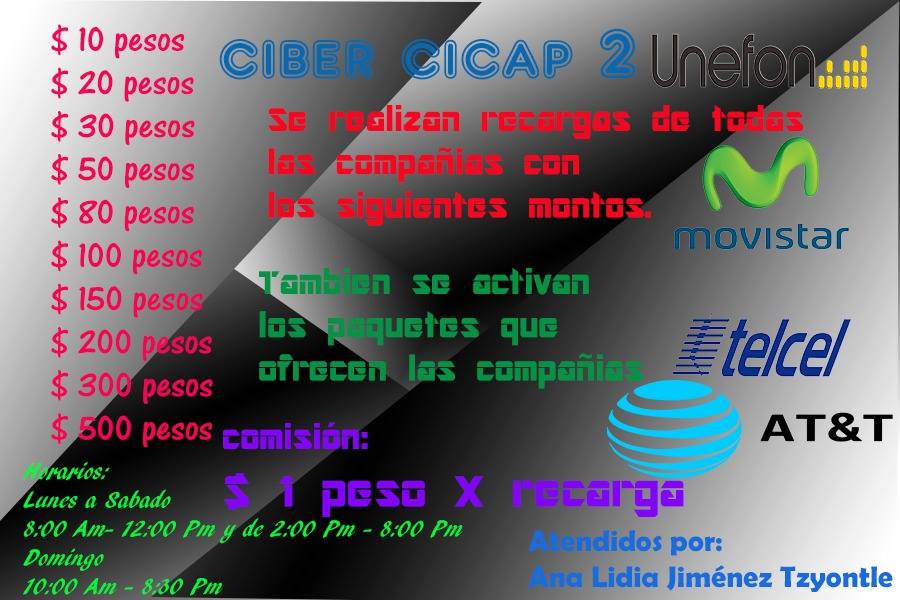 $ 10 pesos
$ 20 pesos
$ 30 pesos
$ 50 pesos
$ 80 pesos
$ 100 pesos
$ 150 pesos
$ 200 pesos
$ 300 pesos
$ 500 pesos
CIBER CICAP 2
Unefon
Se realizan recargas de todas
las compañias con
los siguientes montos.
movistar
Tambien se activan
los paquetes que
ofrecen las compañias
telcel
AT&T
comisión:
$ 1 peso X recarga
Horarios:
Lunes a Sabado
8:00 Am- 12:00 Pm y de 2:00 Pm - 8:00 Pm
Domingo
10:00 Am - 8:30 Pm
Atendidos por:
Ana Lidia Jiménez Tzyontle